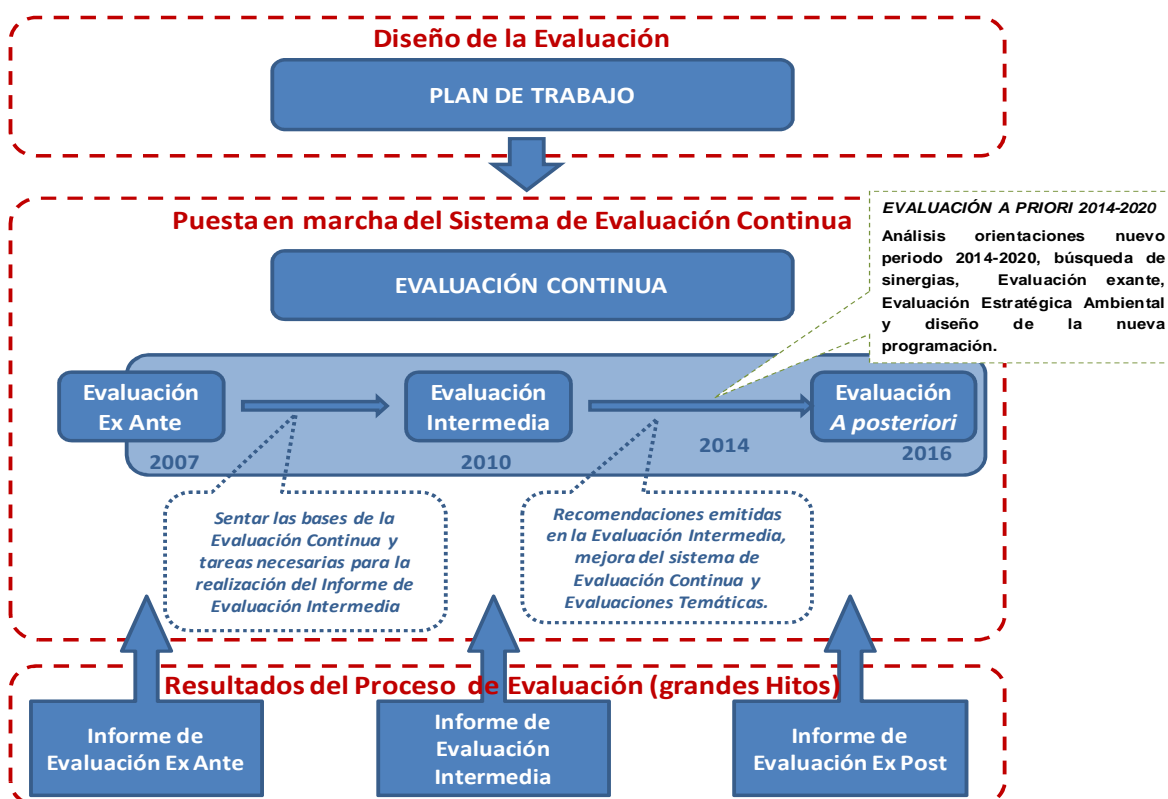 Diseño de la Evaluación
PLAN DE TRABAJO
Puesta en marcha del Sistema de Evaluación Continua
EVALUACIÓN CONTINUA
EVALUACIÓN A PRIORI 2014-2020
Análisis orientaciones nuevo
periodo 2014-2020, búsqueda de
sinergias, Evaluación exante,
Evaluación Estratégica Ambiental
y diseño de la nueva
programación.
Evaluación
Ex Ante
2007
Evaluación
Intermedia
2010
2014
Evaluación
A posteriori
2016
Sentar las bases de la
Evaluación Continua y
tareas necesarias para la
realización del Informe de
Evaluación Intermedia
Recomendaciones emitidas
en la Evaluación Intermedia,
mejora del sistema de
Evaluación Continua y
Evaluaciones Temáticas.
Resultados del Proceso de Evaluación (grandes Hitos)
Informe de
Evaluación Ex Ante
Informe de
Evaluación
Intermedia
Informe de
Evaluación Ex Post